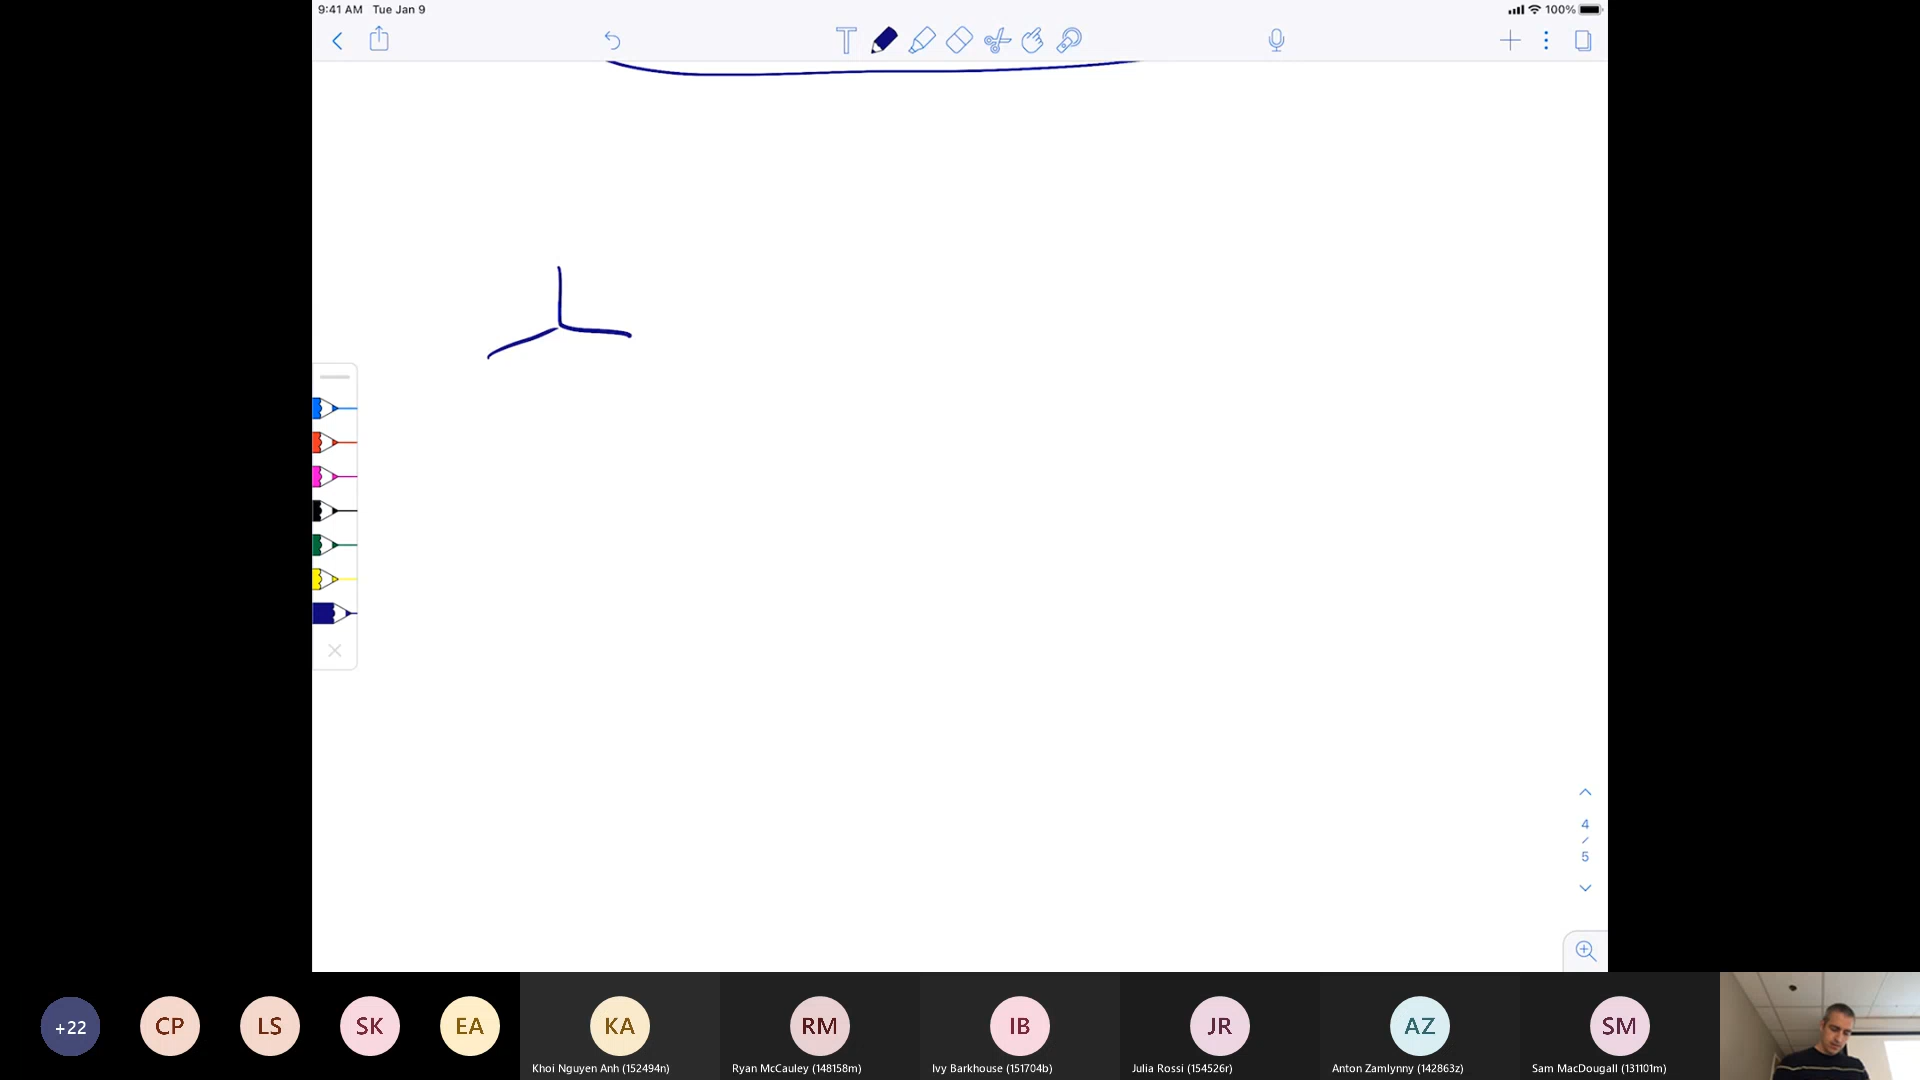 9:41 AM Tue Jan 9
100%
T
4
/
5
+22
CP
LS
SK
EA
KA
RM
IB
JR
AZ
SM
Khoi Nguyen Anh (152494n)
Ryan McCauley (148158m)
Ivy Barkhouse (151704b)
Julia Rossi (154526r)
Anton Zamlynny (142863z)
Sam MacDougall (131101m)